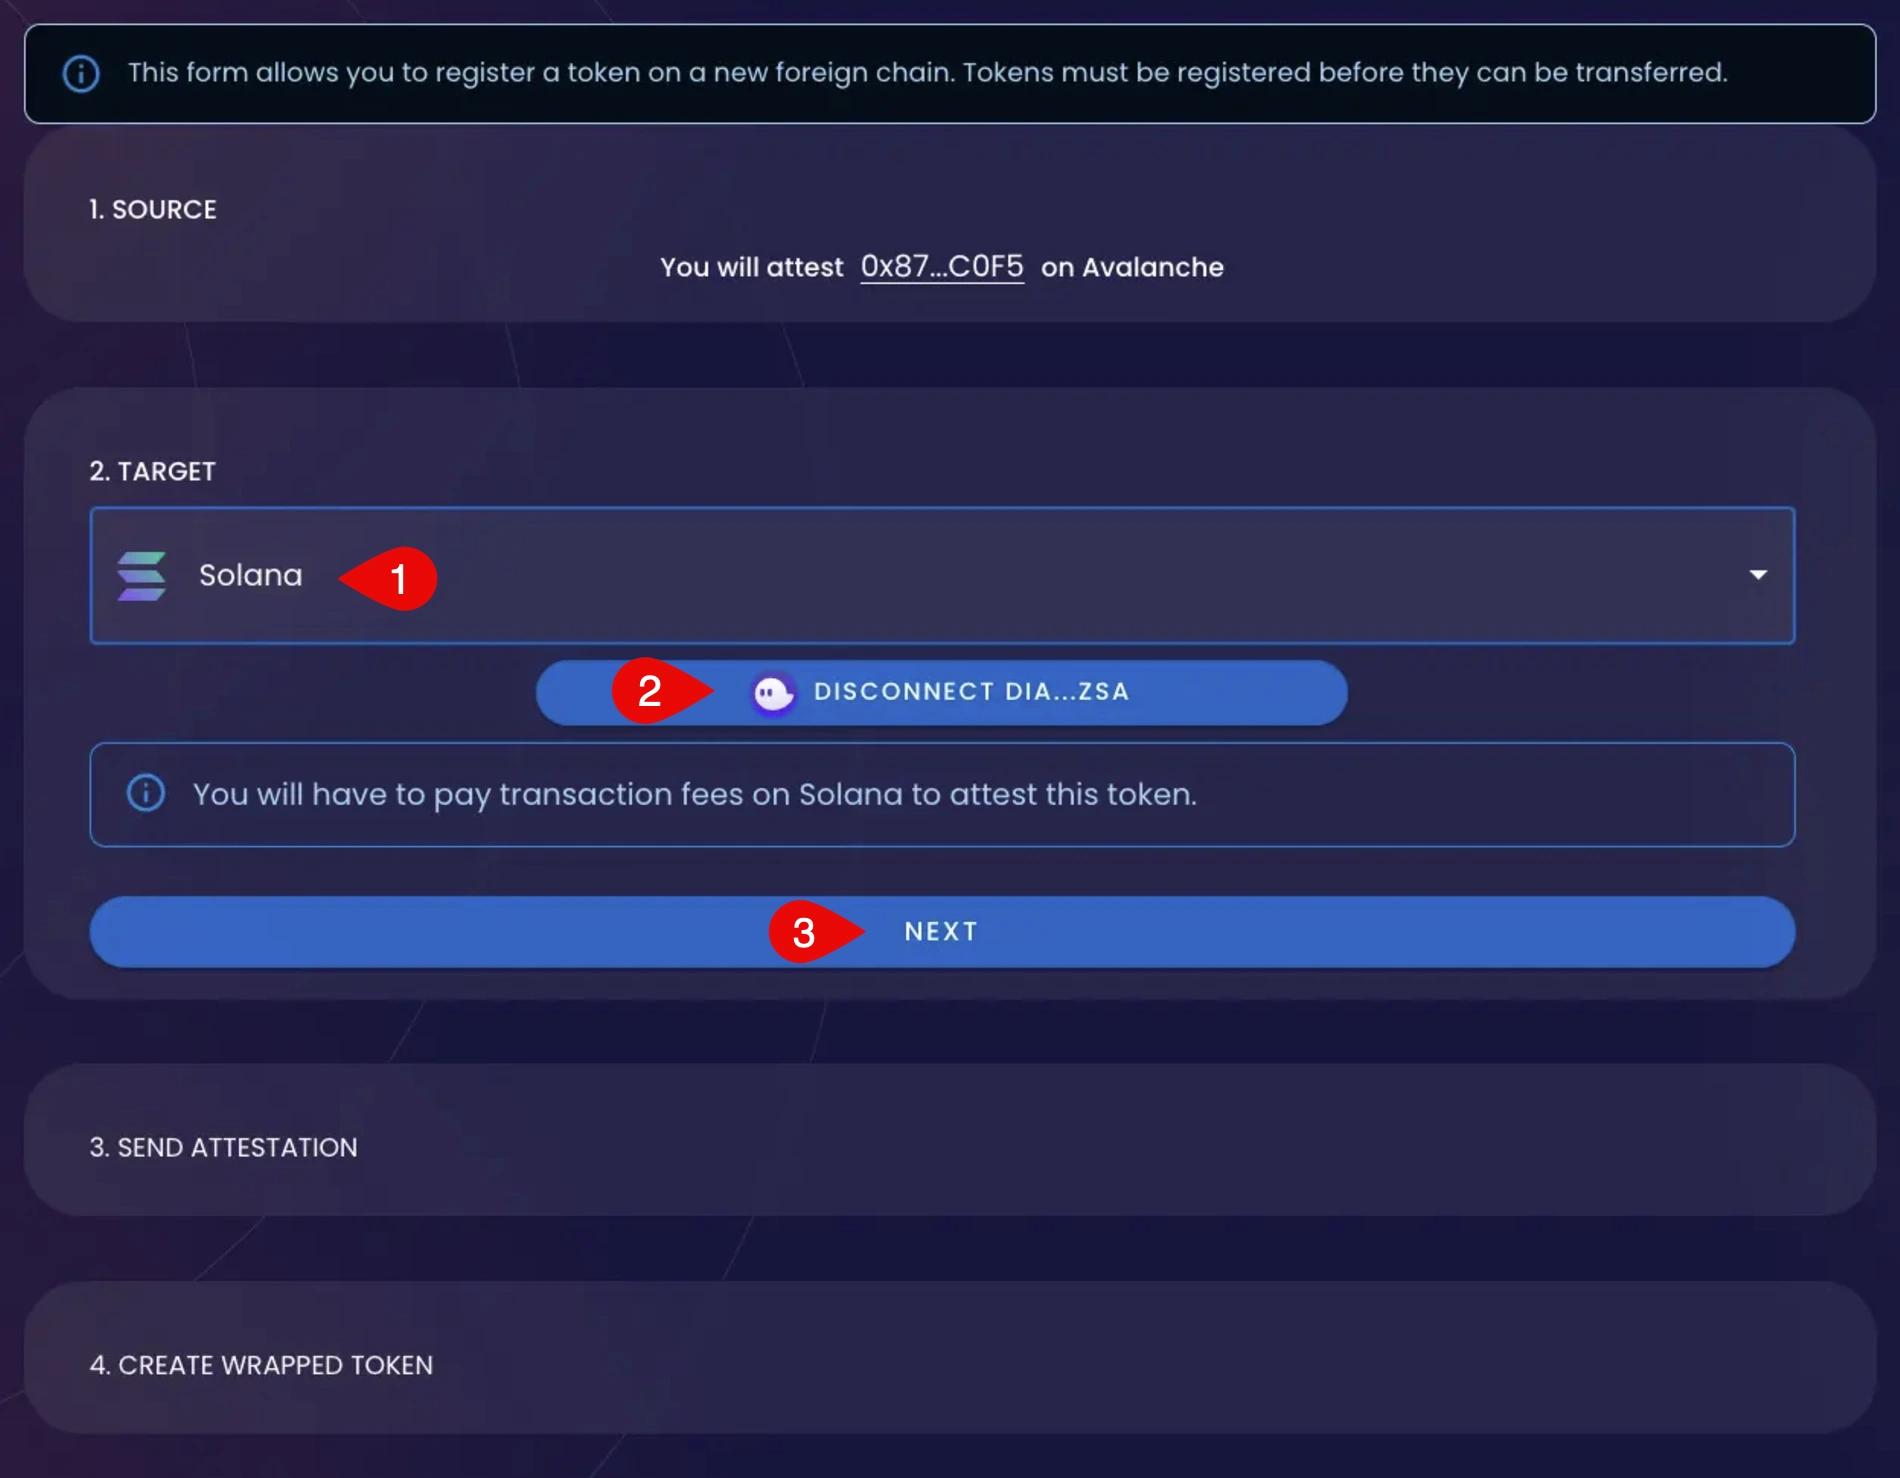 This form allows you to register a token on a new foreign chain. Tokens must be registered before they can be transferred.
1. SOURCE
You will attest 0x87...C0F5 on Avalanche
2. TARGET
Solana 1
2 DISCONNECT DIA...ZSA
You will have to pay transaction fees on Solana to attest this token.
3 NEXT
3. SEND ATTESTATION
4. CREATE WRAPPED TOKEN